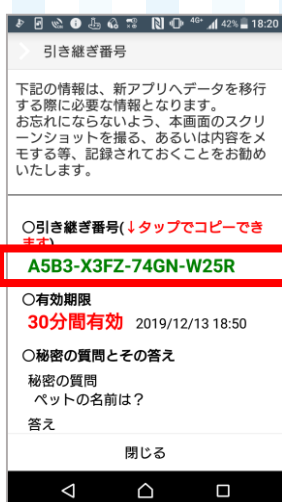 4G+ 42% 18:20
引き継ぎ番号
下記の情報は、新アプリへデータを移行
する際に必要な情報となります。
お忘れにならないよう、本画面のスクリ
ーンショットを撮る、あるいは内容をメ
モする等、記録されておくことをお勧め
いたします。
○引き継ぎ番号(↓タップでコピーでき
ます)
A5B3-X3FZ-74GN-W25R
○有効期限
30分間有効 2019/12/13 18:50
○秘密の質問とその答え
秘密の質問
ペットの名前は？
答え
閉じる